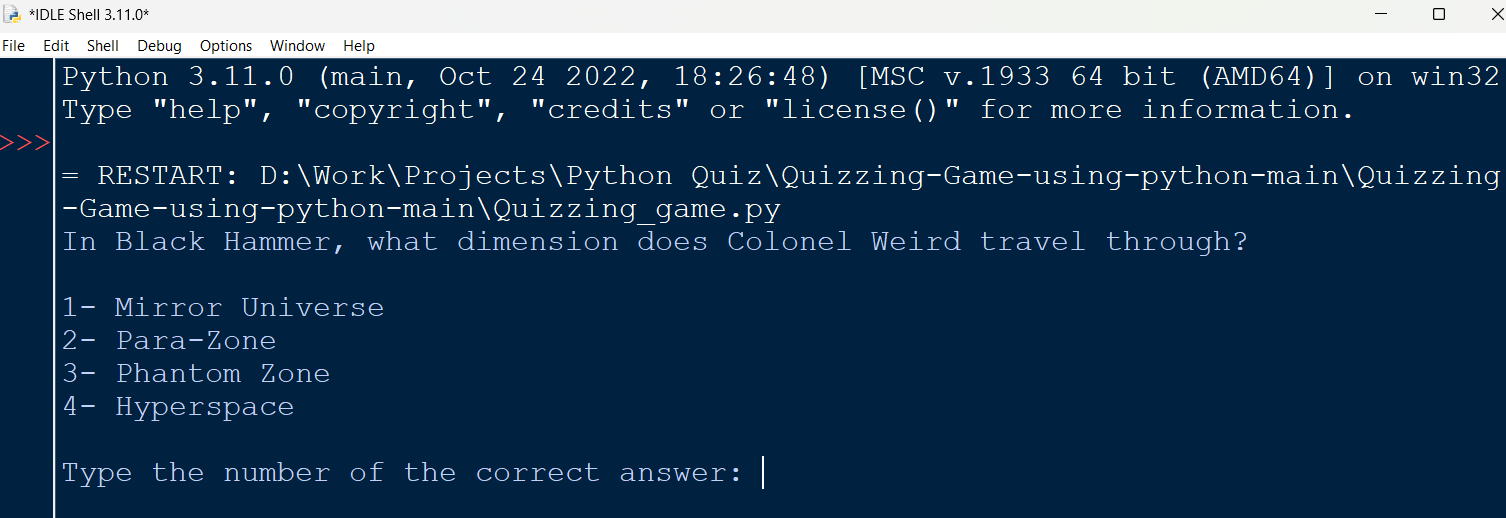 *IDLE Shell 3.11.0*
File Edit Shell Debug Options Window Help
Python 3.11.0 (main, Oct 24 2022, 18:26:48) [MSC v.1933 64 bit (AMD64)] on win32
Type "help", "copyright", "credits" or "license()" for more information.
>>>
= RESTART: D:\Work\Projects\Python Quiz\Quizzing-Game-using-python-main\Quizzing
-Game-using-python-main\Quizzing_game.py
In Black Hammer, what dimension does Colonel Weird travel through?
1- Mirror Universe
2- Para-Zone
3- Phantom Zone
4- Hyperspace
Type the number of the correct answer: